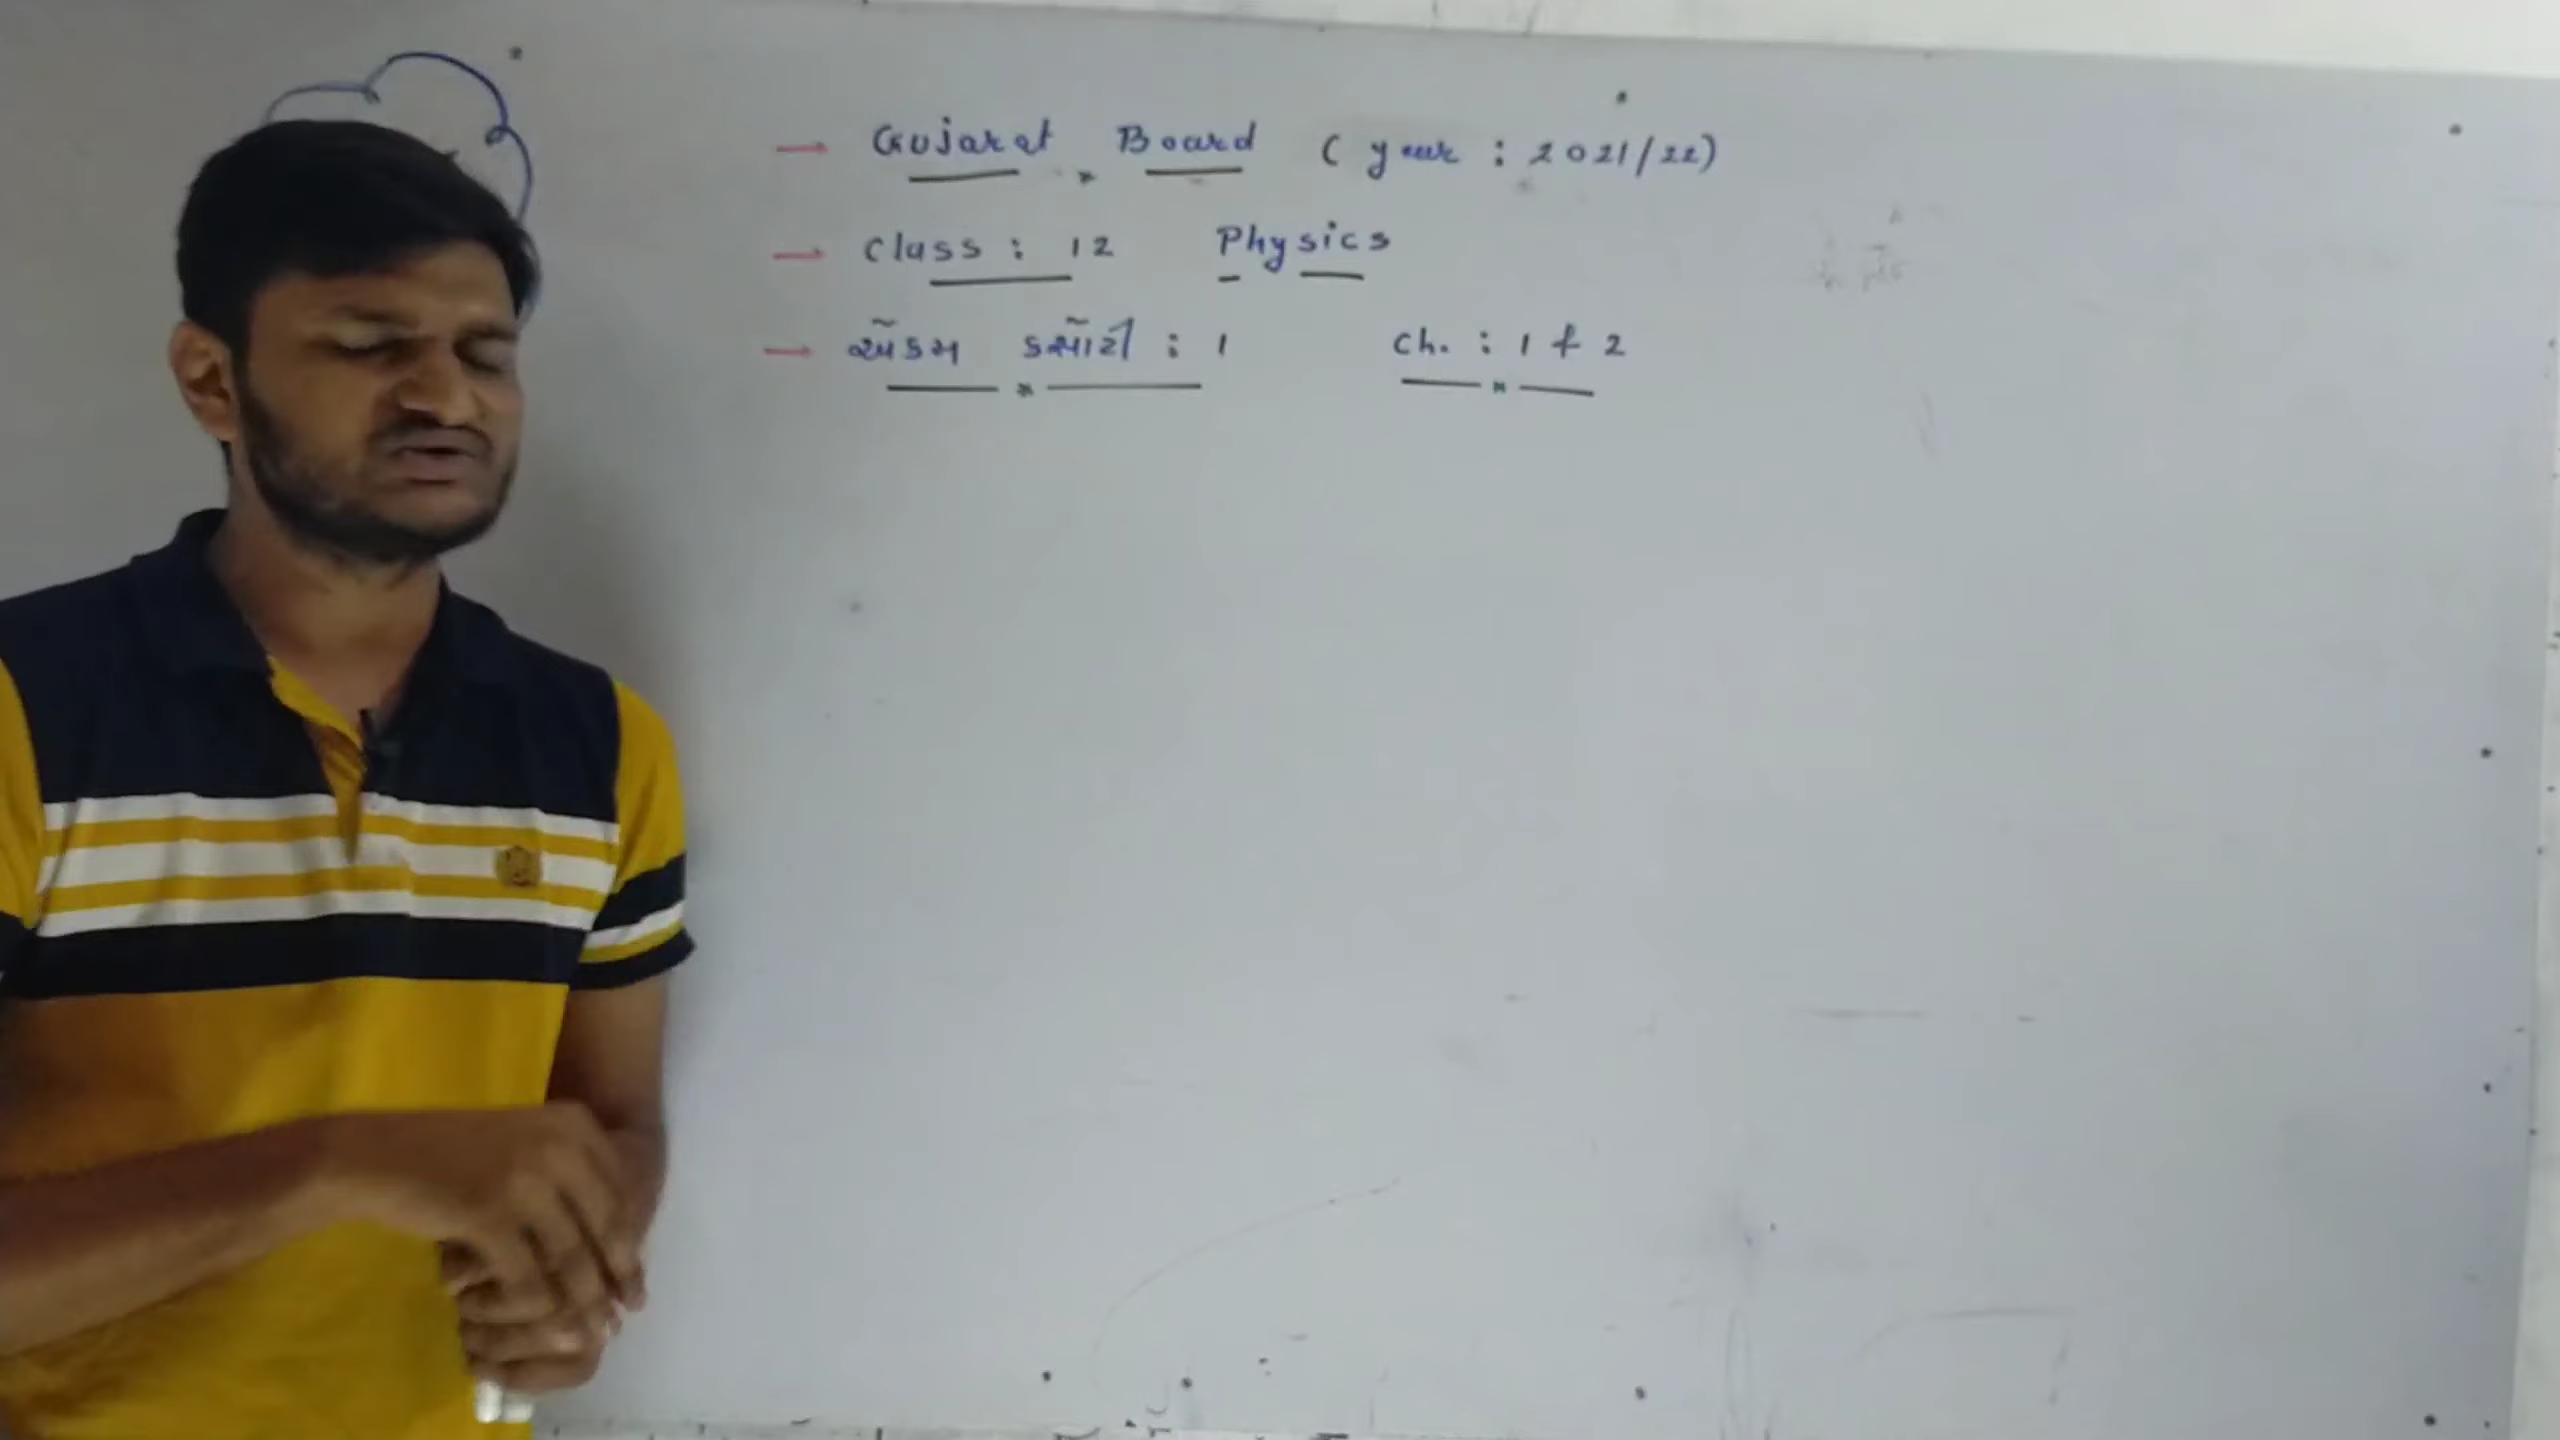 → Gujarat Board (year : 2021/22)
→ Class : 12 Physics
→ એકમ કસોટી : 1 Ch. : 1 & 2